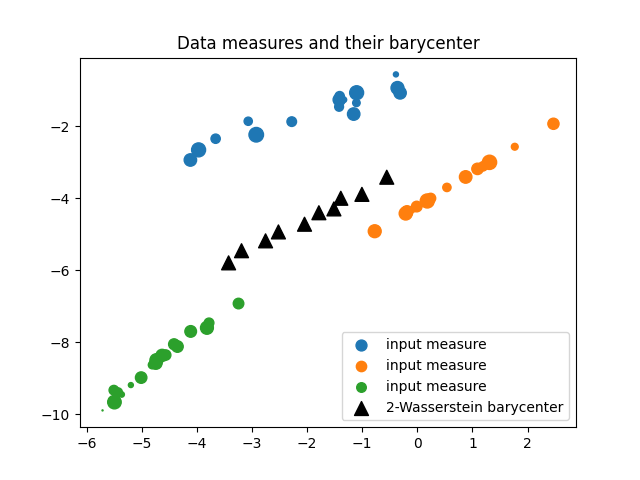 Data measures and their barycenter
−2
−4
−6
−8
−10
input measure
input measure
input measure
2-Wasserstein barycenter
−6 −5 −4 −3 −2 −1 0 1 2